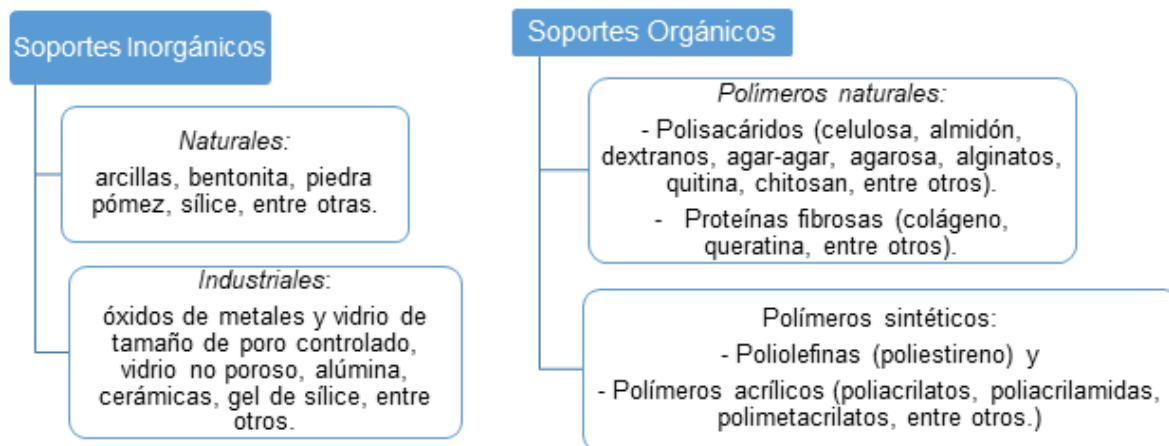 Soportes Inorgánicos
Naturales:
arcillas, bentonita, piedra
pómez, sílice, entre otras.
Industriales:
óxidos de metales y vidrio de
tamaño de poro controlado,
vidrio no poroso, alúmina,
cerámicas, gel de sílice, entre
otros.
Soportes Orgánicos
Polímeros naturales:
- Polisacáridos (celulosa, almidón,
dextranos, agar-agar, agarosa, alginatos,
quitina, chitosan, entre otros).
- Proteínas fibrosas (colágeno,
queratina, entre otros).
Polímeros sintéticos:
- Poliolefinas (poliestireno) y
- Polímeros acrílicos (poliacrilatos, poliacrilamidas,
polimetacrilatos, entre otros.)